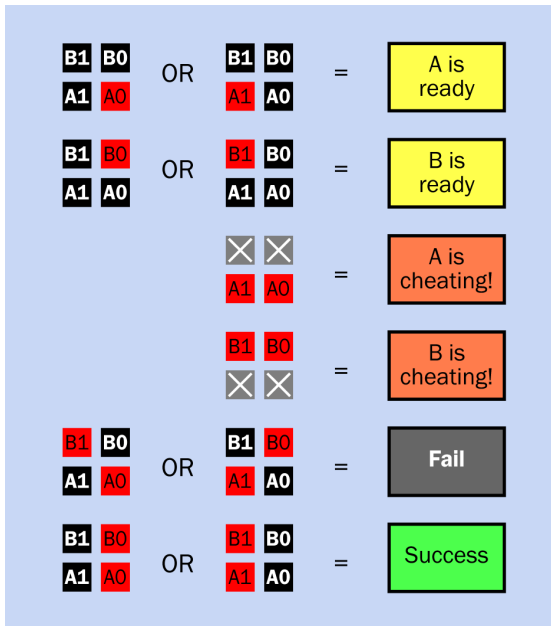 B1 B0 B1 B0
A1 A0 OR A1 A0 = A is ready
B1 B0 B1 B0
A1 A0 OR A1 A0 = B is ready
A1 A0 = A is cheating!
B1 B0 = B is cheating!
B1 B0 B1 B0
A1 A0 OR A1 A0 = Fail
B1 B0 B1 B0
A1 A0 OR A1 A0 = Success